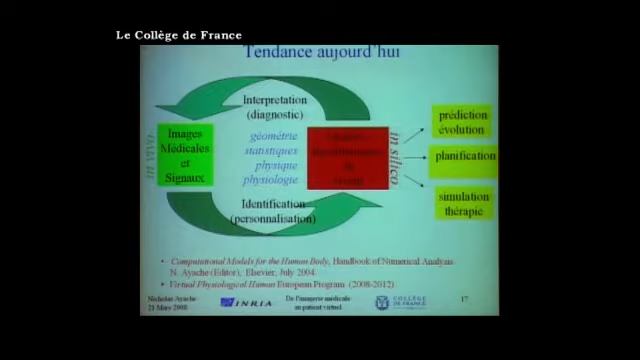 Le Collège de France
Tendance aujourd'hui
Interpretation
(diagnostic)
in vivo
Images
Médicales
et
Signaux
géométrie
statistiques
physique
physiologie
in silico
prédiction
évolution
planification
simulation
thérapie
Identification
(personnalisation)
• Computational Models for the Human Body, Handbook of Numerical Analysis
N. Ayache (Editor), Elsevier, July 2004.
• Virtual Physiological Human European Program (2008-2012)
Nicholas Ayache
21 Mars 2008
INRIA
De l'imagerie médicale
au patient virtuel
COLLÈGE
DE FRANCE
17